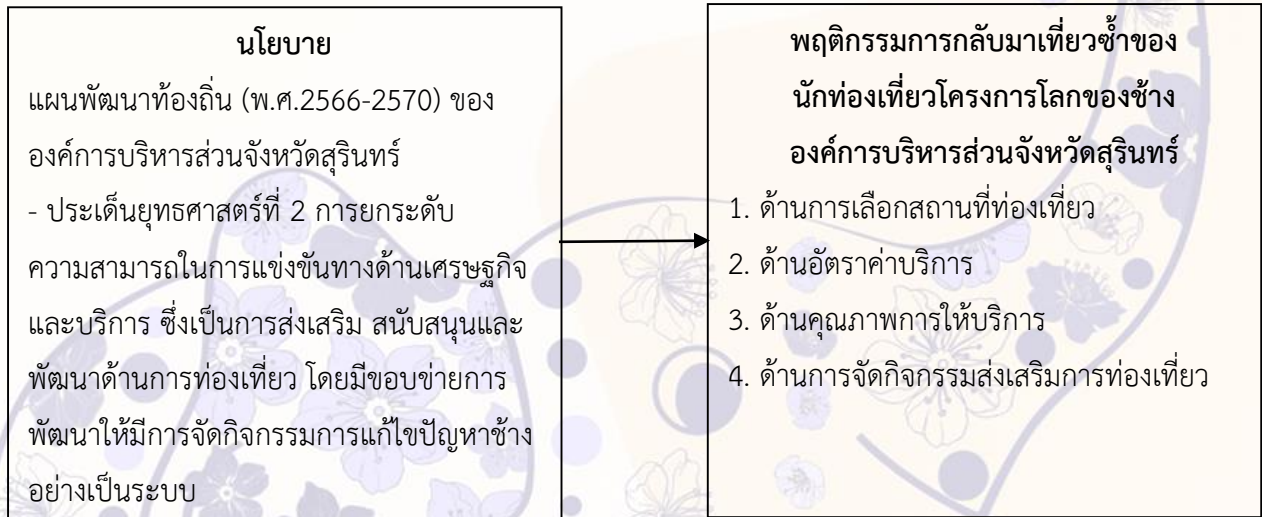 นโยบาย
แผนพัฒนาท้องถิ่น (พ.ศ.2566-2570) ของ
องค์การบริหารส่วนจังหวัดสุรินทร์
- ประเด็นยุทธศาสตร์ที่ 2 การยกระดับ
ความสามารถในการแข่งขันทางด้านเศรษฐกิจ
และบริการ ซึ่งเป็นการส่งเสริม สนับสนุนและ
พัฒนาด้านการท่องเที่ยว โดยมีขอบข่ายการ
พัฒนาให้มีการจัดกิจกรรมการแก้ไขปัญหาช้าง
อย่างเป็นระบบ
พฤติกรรมการกลับมาเที่ยวซ้ำของ
นักท่องเที่ยวโครงการโลกของช้าง
องค์การบริหารส่วนจังหวัดสุรินทร์
1. ด้านการเลือกสถานที่ท่องเที่ยว
2. ด้านอัตราค่าบริการ
3. ด้านคุณภาพการให้บริการ
4. ด้านการจัดกิจกรรมส่งเสริมการท่องเที่ยว